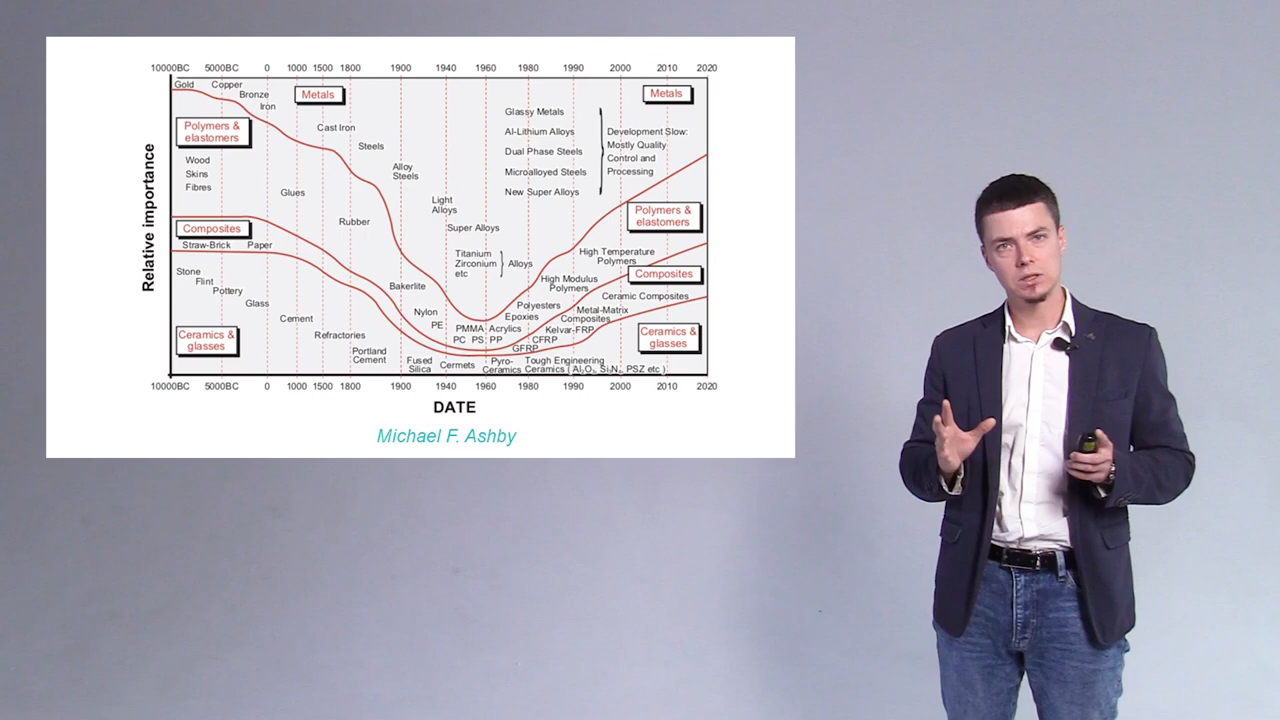 10000BC 5000BC 0 1000 1500 1800 1900 1940 1960 1980 1990 2000 2010 2020
Gold Copper
Bronze
Iron
Metals
Metals
Glassy Metals
Al-Lithium Alloys
Dual Phase Steels
Microalloyed Steels
New Super Alloys
Development Slow:
Mostly Quality
Control and
Processing
Polymers &
elastomers
Cast Iron
Steels
Wood
Skins
Fibres
Alloy
Steels
Glues
Light
Alloys
Rubber
Super Alloys
Polymers &
elastomers
Composites
Straw-Brick Paper
Titanium
Zirconium
etc
Alloys
High Temperature
Polymers
Composites
Stone
Flint
Pottery
Glass
Bakerlite
High Modulus
Polymers
Ceramic Composites
Nylon
Polyesters
Metal-Matrix
Composites
Cement
PE
Epoxies
PMMA Acrylics
Kelvar-FRP
Ceramics &
glasses
Refractories
PC PS PP
CFRP
GFRP
Ceramics &
glasses
Portland
Cement
Fused
Silica
Cermets
Pyro-
Ceramics
Tough Engineering
Ceramics ( Al₂O₃, Si₃N₄, PSZ etc )
10000BC 5000BC 0 1000 1500 1800 1900 1940 1960 1980 1990 2000 2010 2020
Relative importance
DATE
Michael F. Ashby